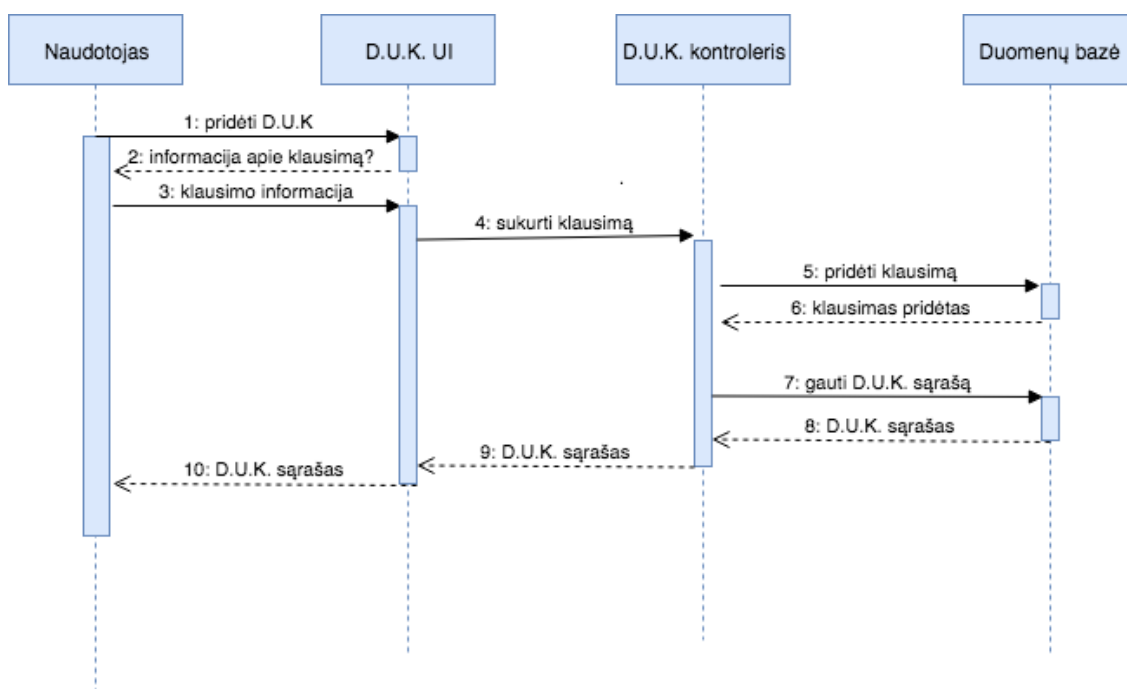 Naudotojas
D.U.K. UI
D.U.K. kontroleris
Duomenų bazė
1: pridėti D.U.K
2: informacija apie klausimą?
3: klausimo informacija
4: sukurti klausimą
5: pridėti klausimą
6: klausimas pridėtas
7: gauti D.U.K. sąrašą
8: D.U.K. sąrašas
9: D.U.K. sąrašas
10: D.U.K. sąrašas